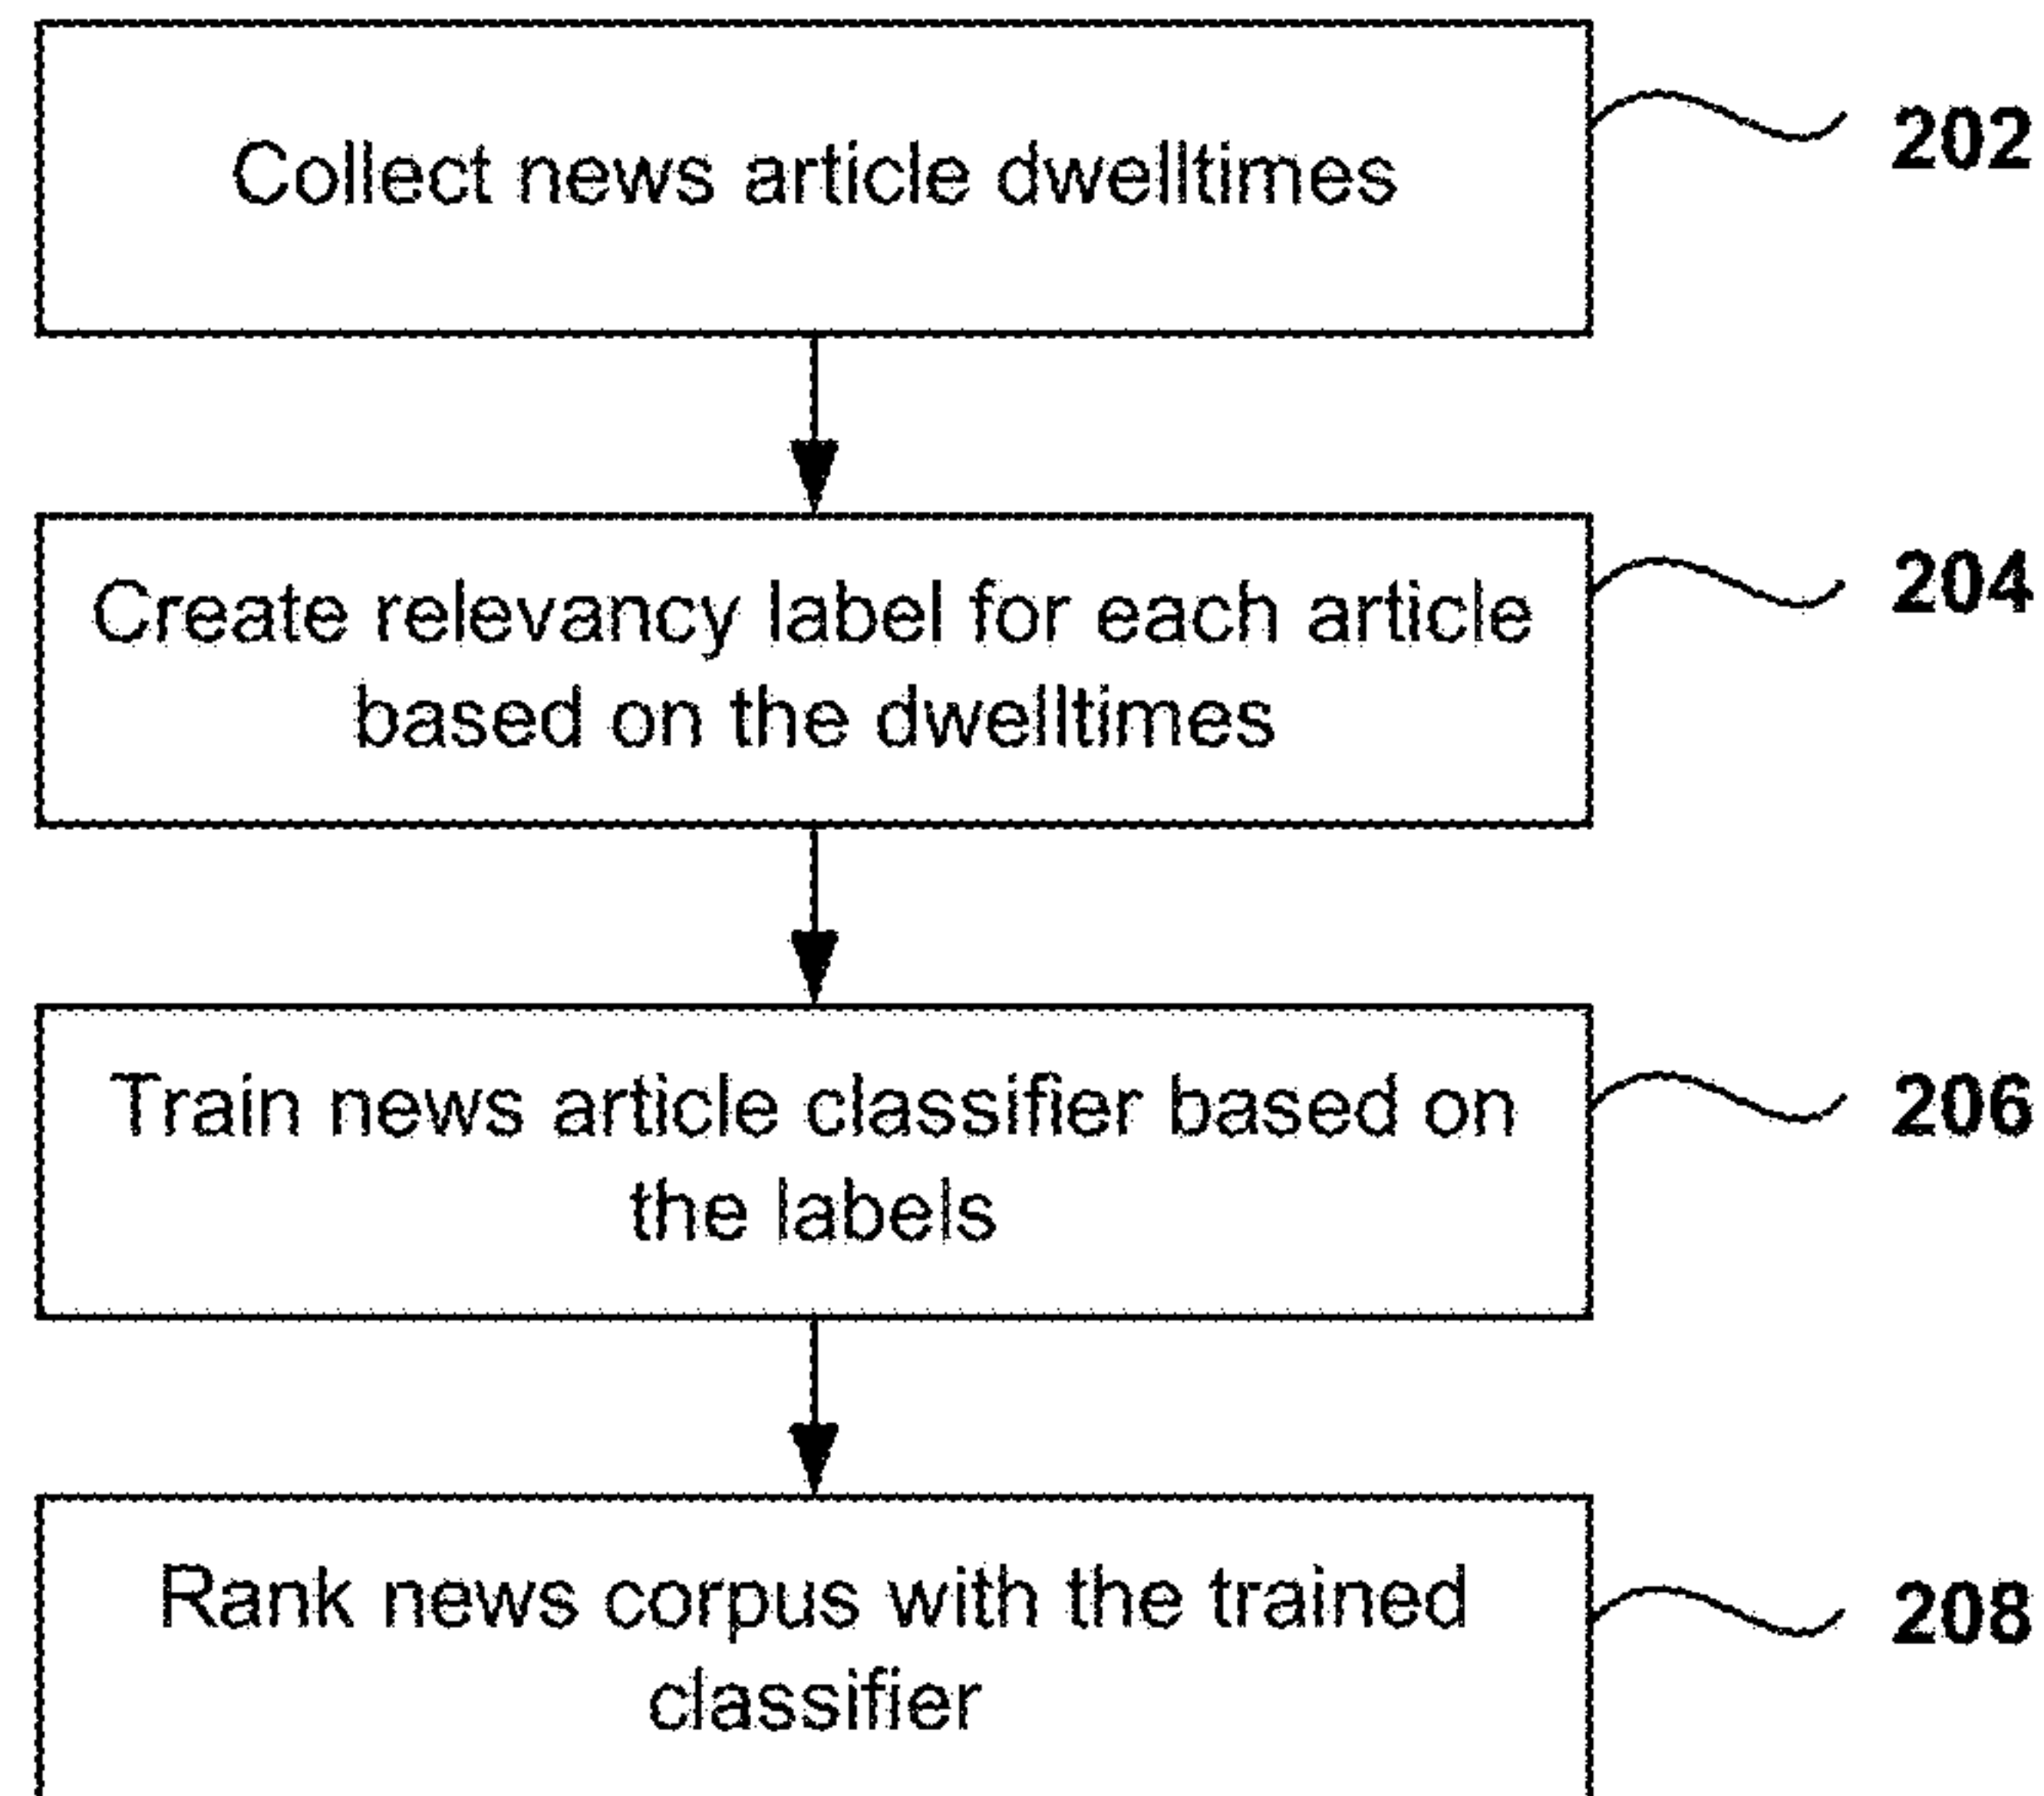 Collect news article dwelltimes
202
Create relevancy label for each article
based on the dwelltimes
204
Train news article classifier based on
the labels
206
Rank news corpus with the trained
classifier
208